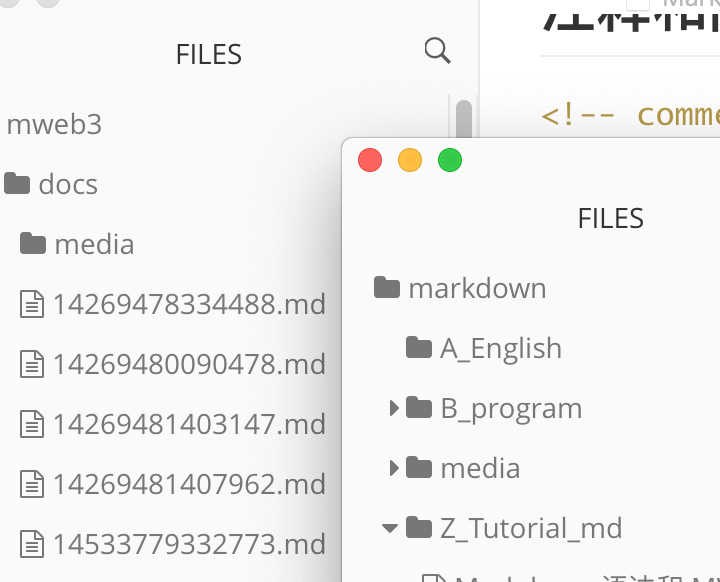 FILES
mweb3
docs
media
14269478334488.md
14269480090478.md
14269481403147.md
14269481407962.md
14533779332773.md
<!-- comme
FILES
markdown
A_English
B_program
media
Z_Tutorial_md